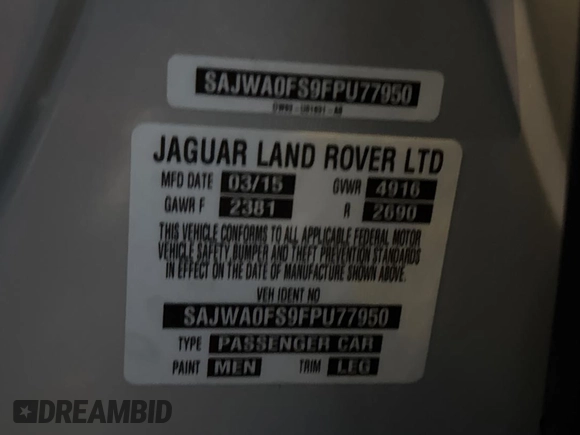 SAJWA0FS9FPU77950
JAGUAR LAND ROVER LTD
MFD DATE 03/15 GVWR 4916
GAWR F 2381 R 2690
THIS VEHICLE CONFORMS TO ALL APPLICABLE FEDERAL MOTOR
VEHICLE SAFETY, BUMPER AND THEFT PREVENTION STANDARDS
IN EFFECT ON THE DATE OF MANUFACTURE SHOWN ABOVE.
VEH IDENT NO
SAJWA0FS9FPU77950
TYPE PASSENGER CAR
PAINT MEN TRIM LEG
DREAMBID